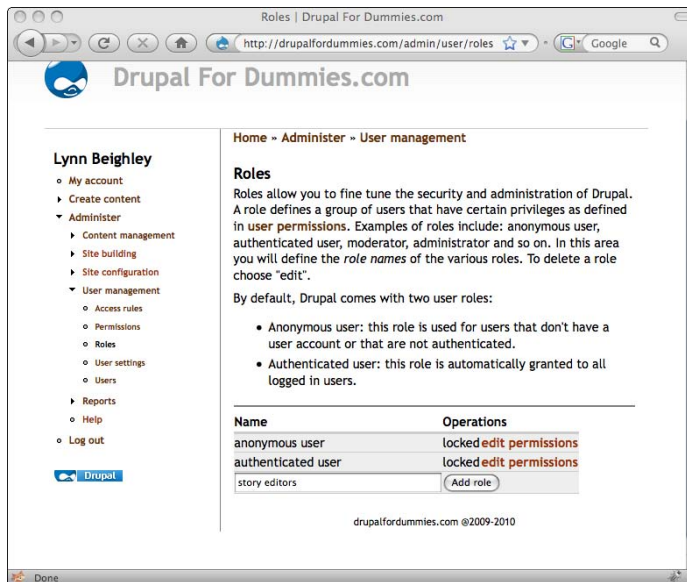 Roles | Drupal For Dummies.com
http://drupalfordummies.com/admin/user/roles
Google
Drupal For Dummies.com
Lynn Beighley
My account
Create content
Administer
Content management
Site building
Site configuration
User management
Access rules
Permissions
Roles
User settings
Users
Reports
Help
Log out
Drupal
Home » Administer » User management
Roles
Roles allow you to fine tune the security and administration of Drupal.
A role defines a group of users that have certain privileges as defined
in user permissions. Examples of roles include: anonymous user,
authenticated user, moderator, administrator and so on. In this area
you will define the role names of the various roles. To delete a role
choose "edit".
By default, Drupal comes with two user roles:
• Anonymous user: this role is used for users that don't have a
user account or that are not authenticated.
• Authenticated user: this role is automatically granted to all
logged in users.
Name Operations
anonymous user locked edit permissions
authenticated user locked edit permissions
story editors Add role
drupalfordummies.com @2009-2010
Done